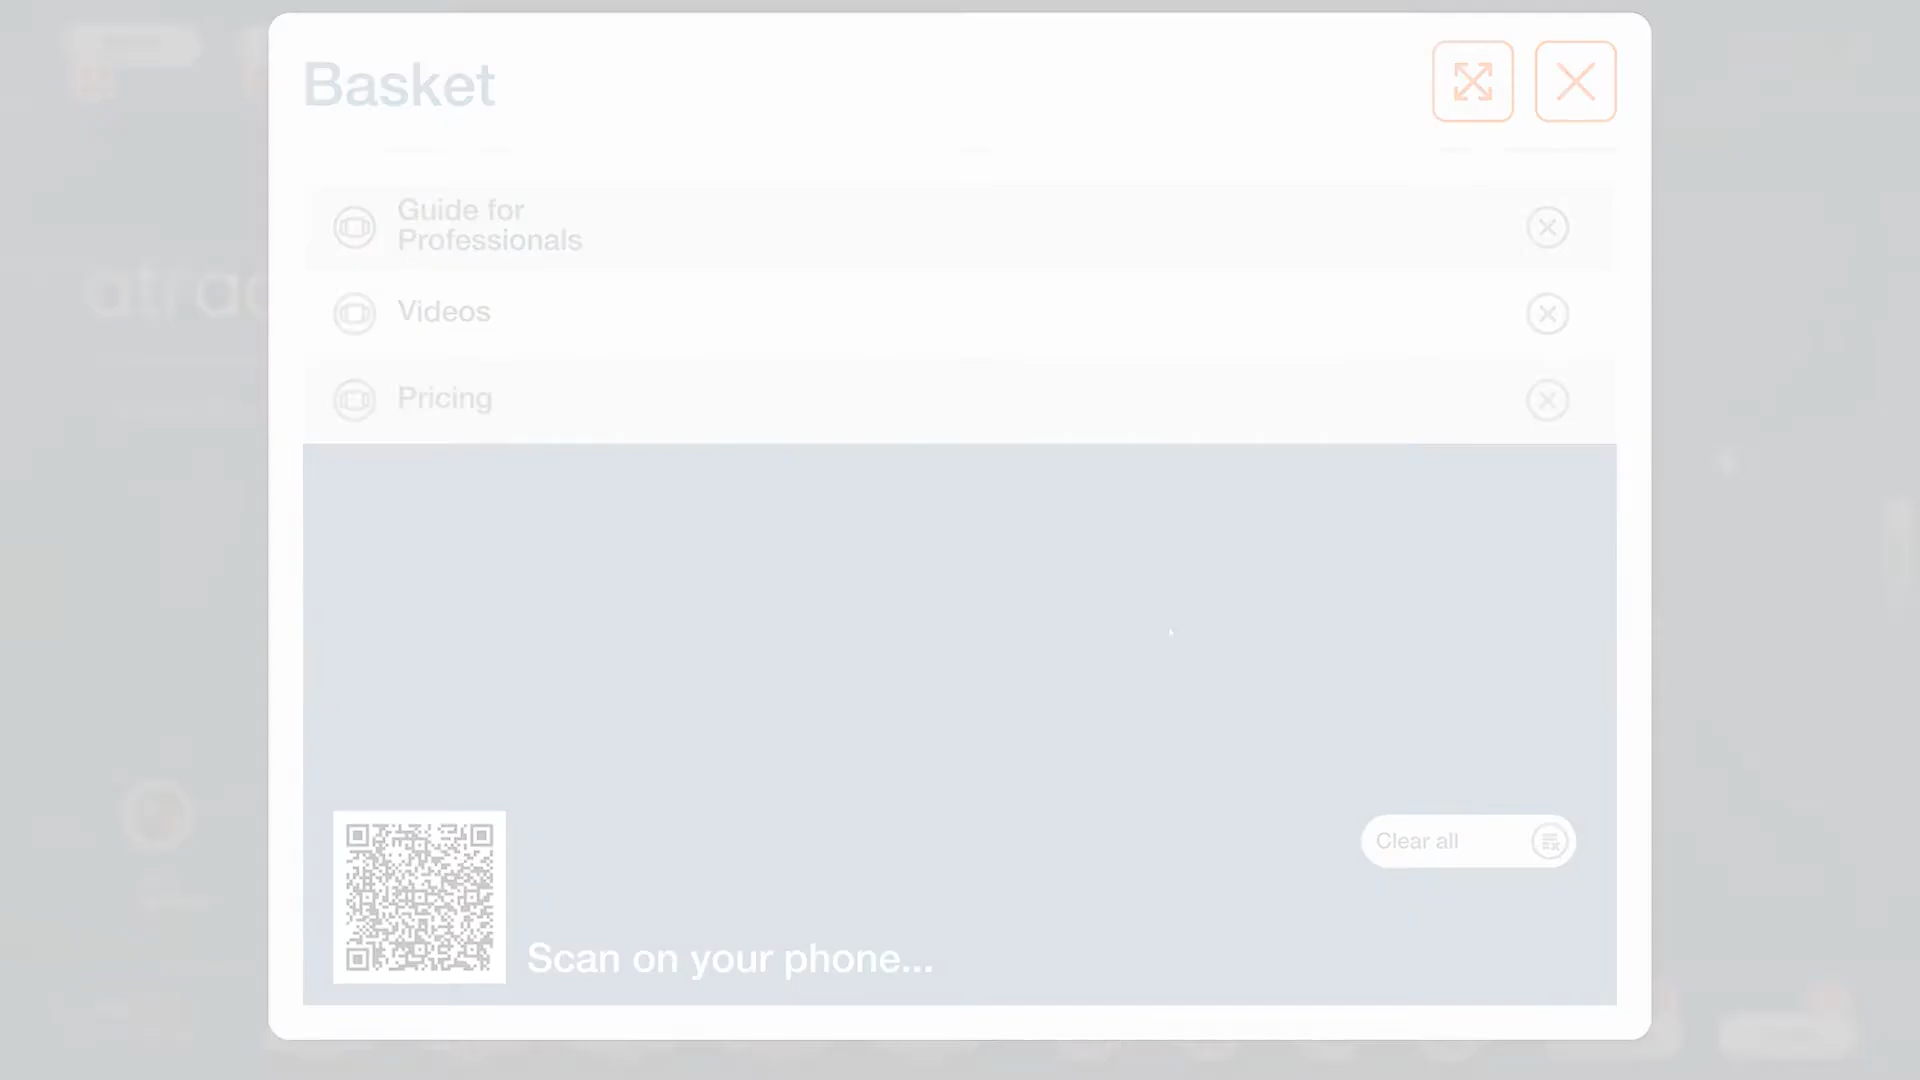 Basket
Guide for
Professionals
Videos
Pricing
Clear all
Scan on your phone...